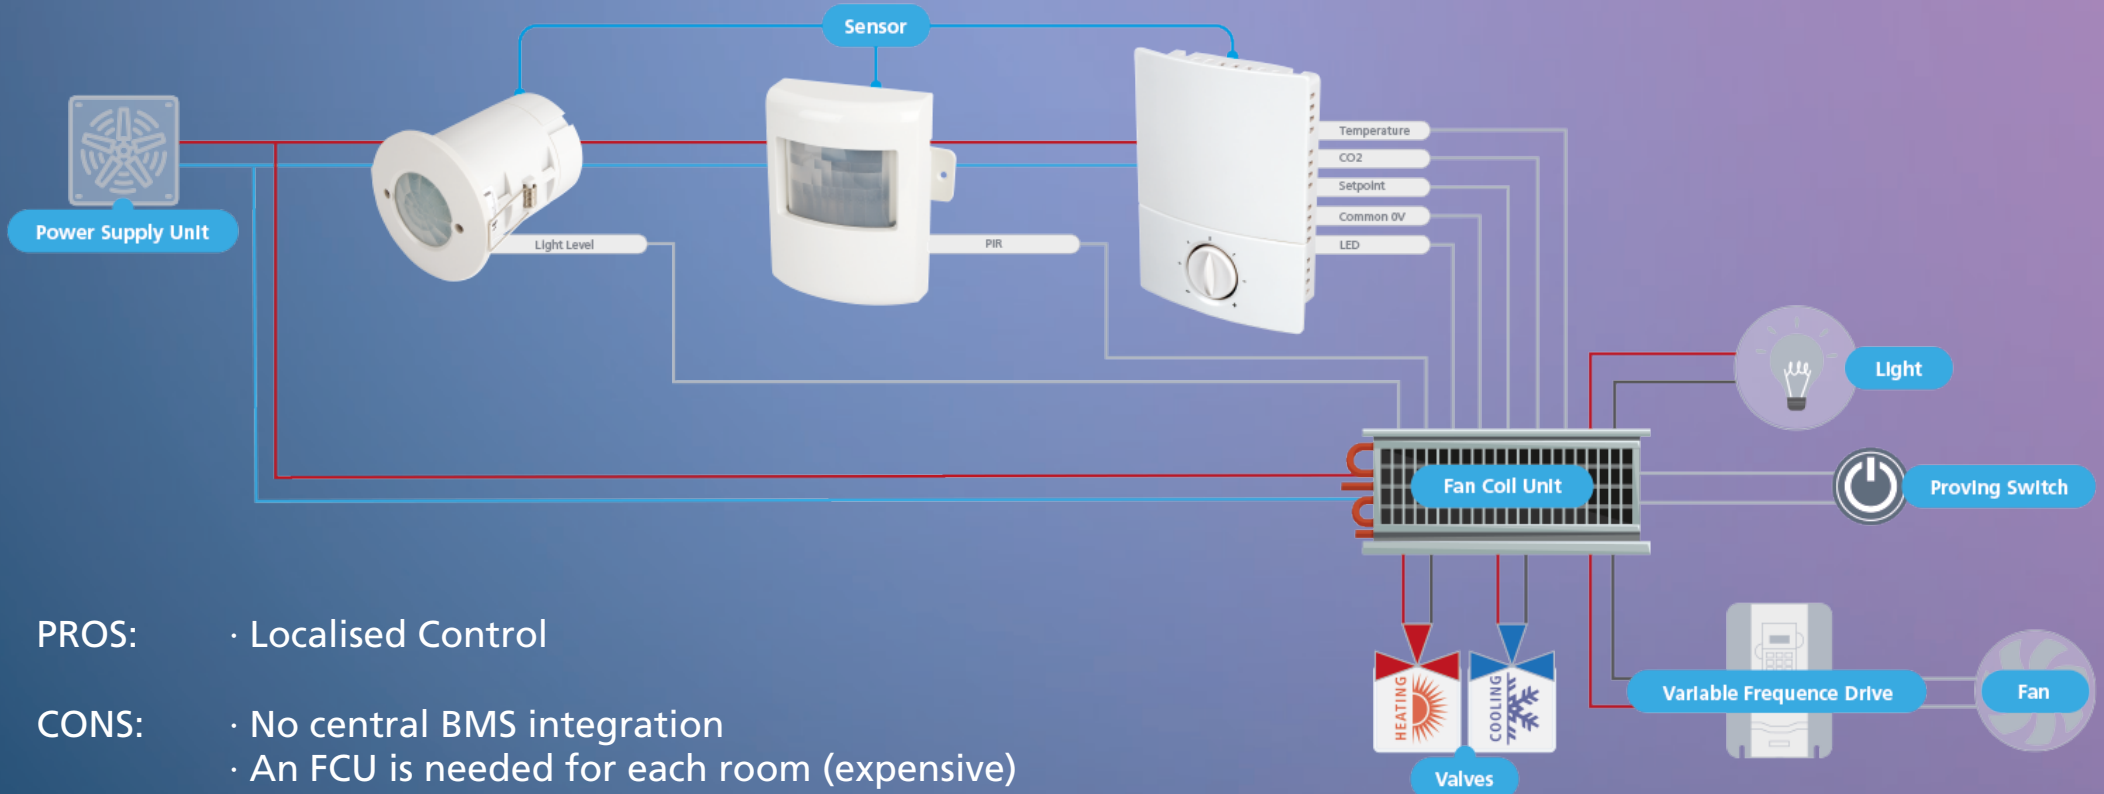 Sensor
Power Supply Unit
Light Level
PIR
Temperature
CO2
Setpoint
Common 0V
LED
Light
Fan Coil Unit
Proving Switch
HEATING
COOLING
Valves
Variable Frequence Drive
Fan
PROS: · Localised Control
CONS: · No central BMS integration
· An FCU is needed for each room (expensive)